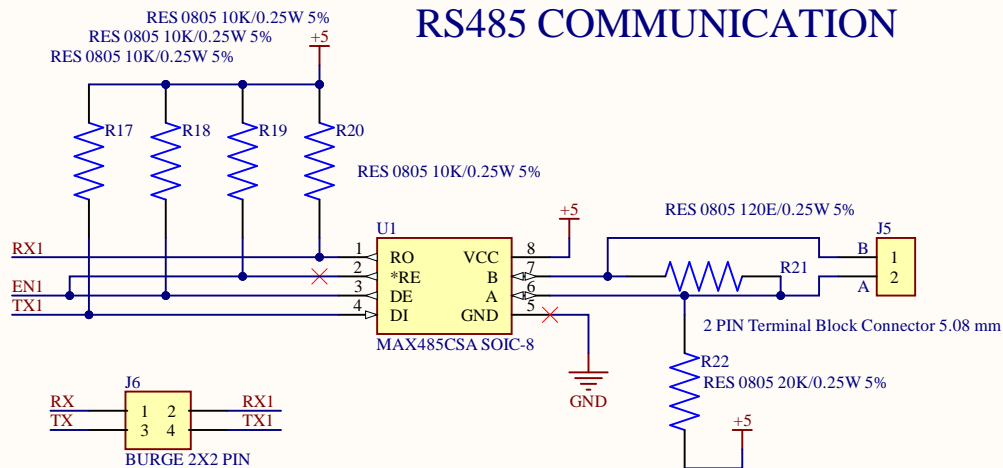 RS485 COMMUNICATION
RES 0805 10K/0.25W 5%
RES 0805 10K/0.25W 5%
RES 0805 10K/0.25W 5%
+5
R17
R18
R19
R20
RES 0805 10K/0.25W 5%
RX1
EN1
TX1
U1
1
2
3
4
RO
*RE
DE
DI
VCC
B
A
GND
8
7
6
5
MAX485CSA SOIC-8
+5
GND
RES 0805 120E/0.25W 5%
R21
J5
B
A
1
2
2 PIN Terminal Block Connector 5.08 mm
R22
RES 0805 20K/0.25W 5%
+5
J6
RX
TX
1 2
3 4
RX1
TX1
BURGE 2X2 PIN